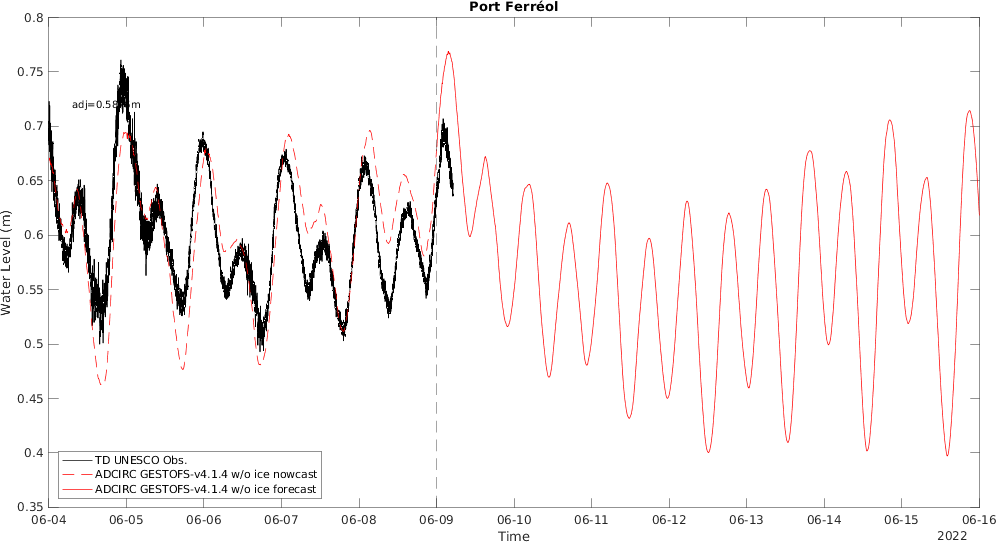 Port Ferréol
0.8
0.75
0.7
0.65
0.6
0.55
0.5
0.45
0.4
0.35
Water Level (m)
TD UNESCO Obs.
ADCIRC GESTOFS-v4.1.4 w/o ice nowcast
ADCIRC GESTOFS-v4.1.4 w/o ice forecast
06-04 06-05 06-06 06-07 06-08 06-09 06-10 06-11 06-12 06-13 06-14 06-15 06-16
Time
2022